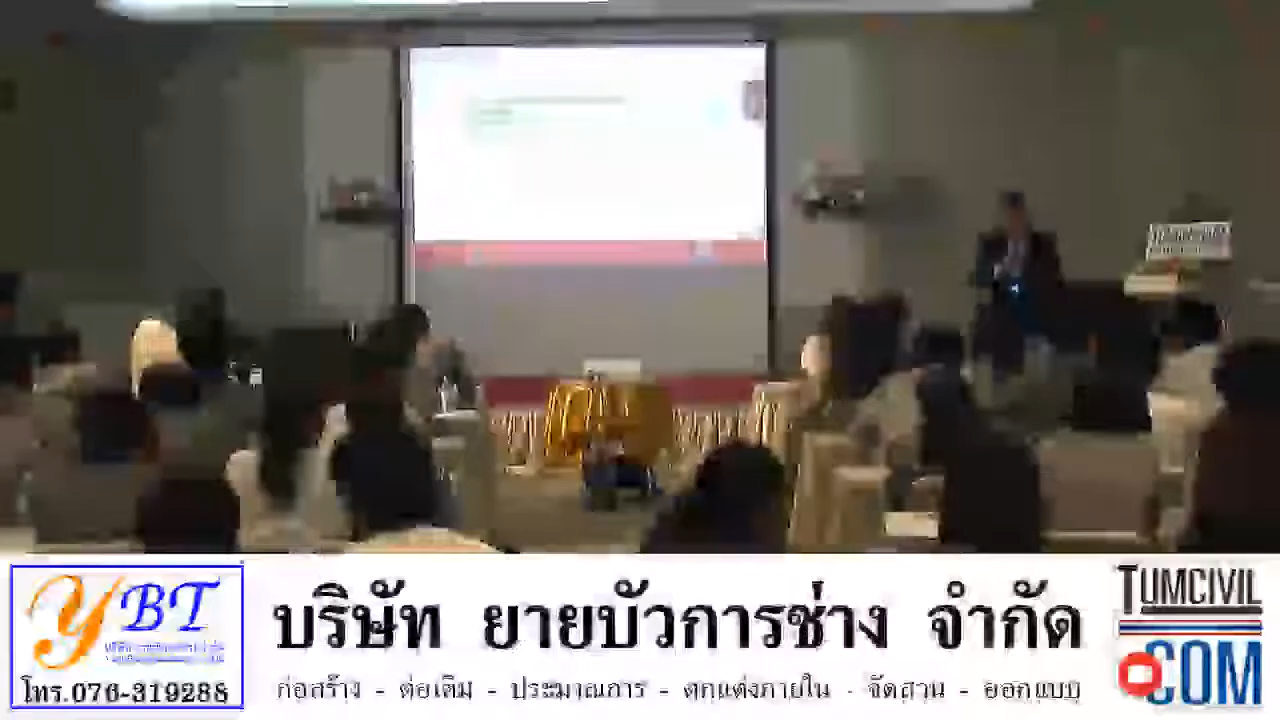 YBT
โทร.076-319288
บริษัท ยายบัวการช่าง จำกัด
ก่อสร้าง - ต่อเติม - ประมาณการ - ตกแต่งภายใน - จัดสวน - ออกแบบ
TUMCIVIL
.COM